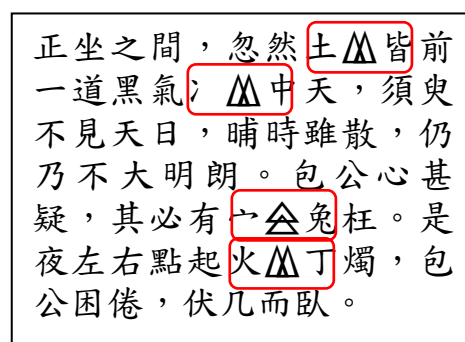 正坐之間，忽然土皆前
一道黑氣冫中天，須臾
不見天日，晡時雖散，仍
乃不大明朗。包公心甚
疑，其必有宀兔枉。是
夜左右點起火丁燭，包
公困倦，伏几而臥。